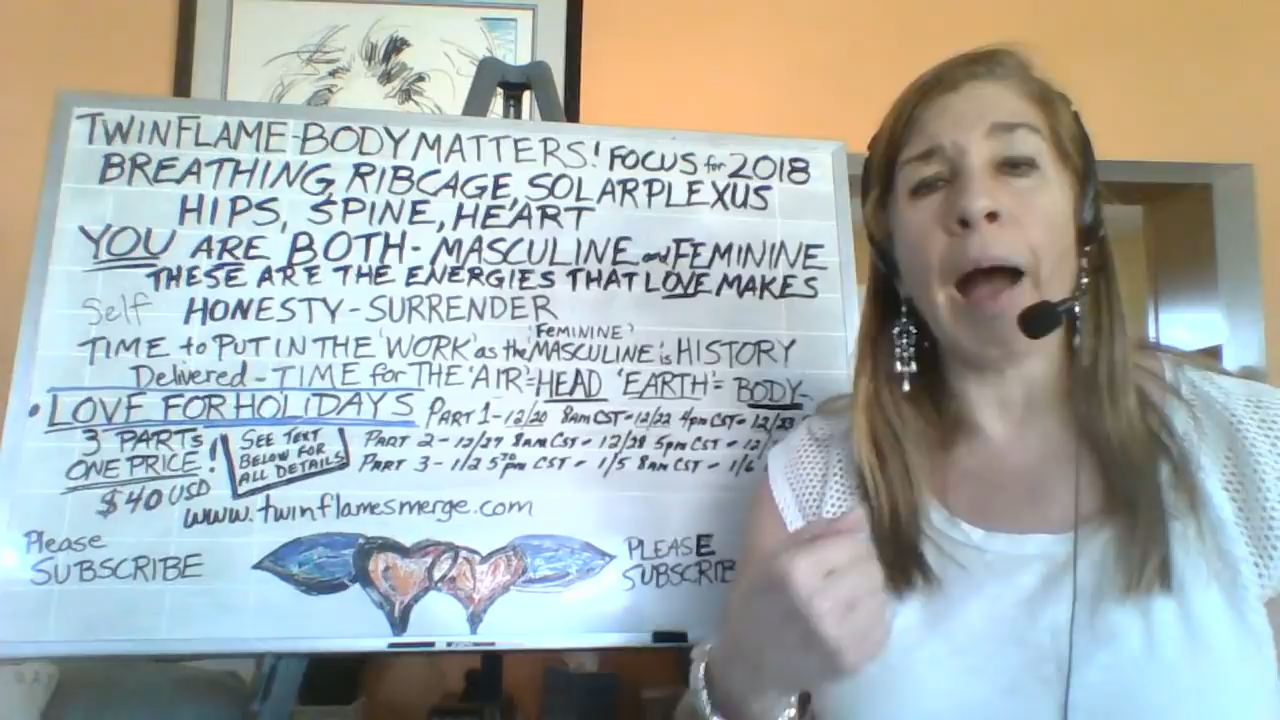 TWINFLAME-BODY MATTERS! FOCUS for 2018
BREATHING, RIBCAGE, SOLARPLEXUS
HIPS, SPINE, HEART
YOU ARE BOTH - MASCULINE and FEMININE
THESE ARE THE ENERGIES THAT LOVE MAKES
Self HONESTY - SURRENDER
'FEMININE'
TIME to PUT IN THE 'WORK' as the 'MASCULINE' is HISTORY
Delivered - TIME for THE 'AIR' = HEAD 'EARTH' = BODY-
• LOVE FOR HOLIDAYS PART 1 - 12/20 8am CST - 12/22 4pm CST - 12/23
3 PARTS SEE TEXT PART 2 - 12/27 8am CST - 12/28 5pm CST - 12/
ONE PRICE! BELOW FOR PART 3 - 1/2 5pm CST - 1/5 8am CST - 1/6
ALL DETAILS
$40 USD
www.twinflamesmerge.com
Please SUBSCRIBE
PLEASE SUBSCRIBE